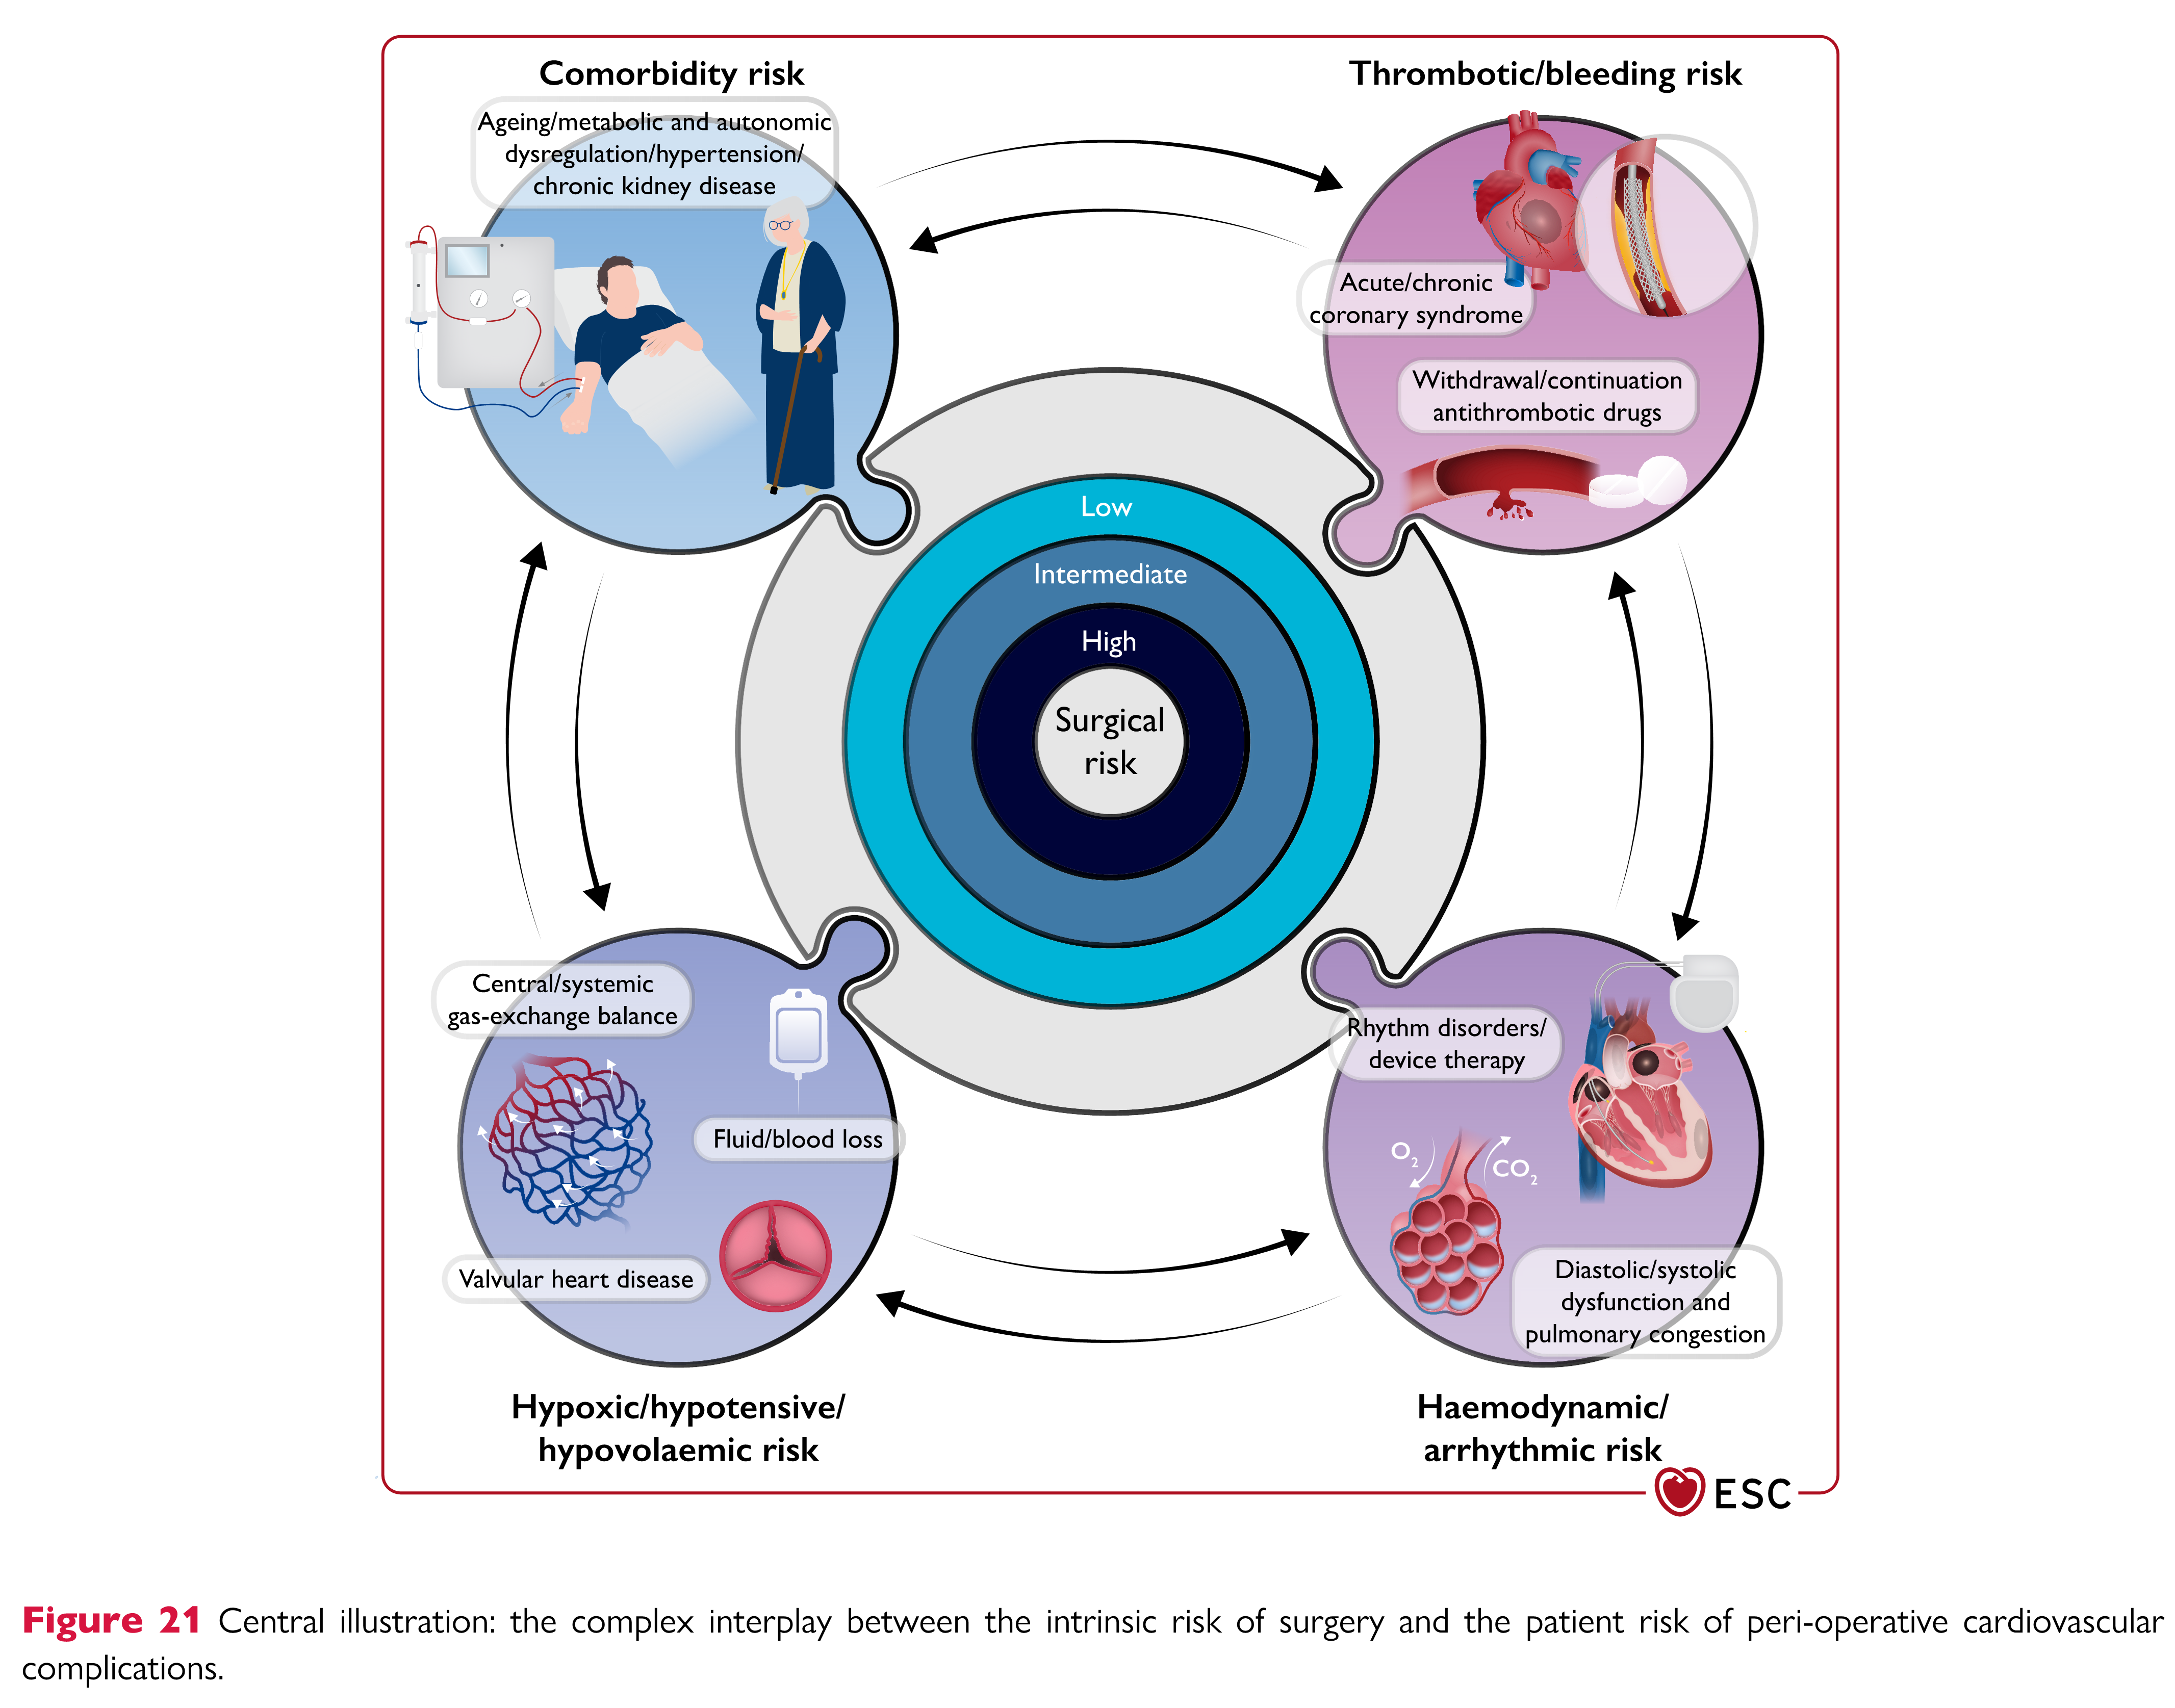 Comorbidity risk
Ageing/metabolic and autonomic
dysregulation/hypertension/
chronic kidney disease
Thrombotic/bleeding risk
Acute/chronic
coronary syndrome
Withdrawal/continuation
antithrombotic drugs
Low
Intermediate
High
Surgical
risk
Central/systemic
gas-exchange balance
Fluid/blood loss
Valvular heart disease
Hypoxic/hypotensive/
hypovolaemic risk
Rhythm disorders/
device therapy
O₂
CO₂
Diastolic/systolic
dysfunction and
pulmonary congestion
Haemodynamic/
arrhythmic risk
ESC
Figure 21 Central illustration: the complex interplay between the intrinsic risk of surgery and the patient risk of peri-operative cardiovascular
complications.